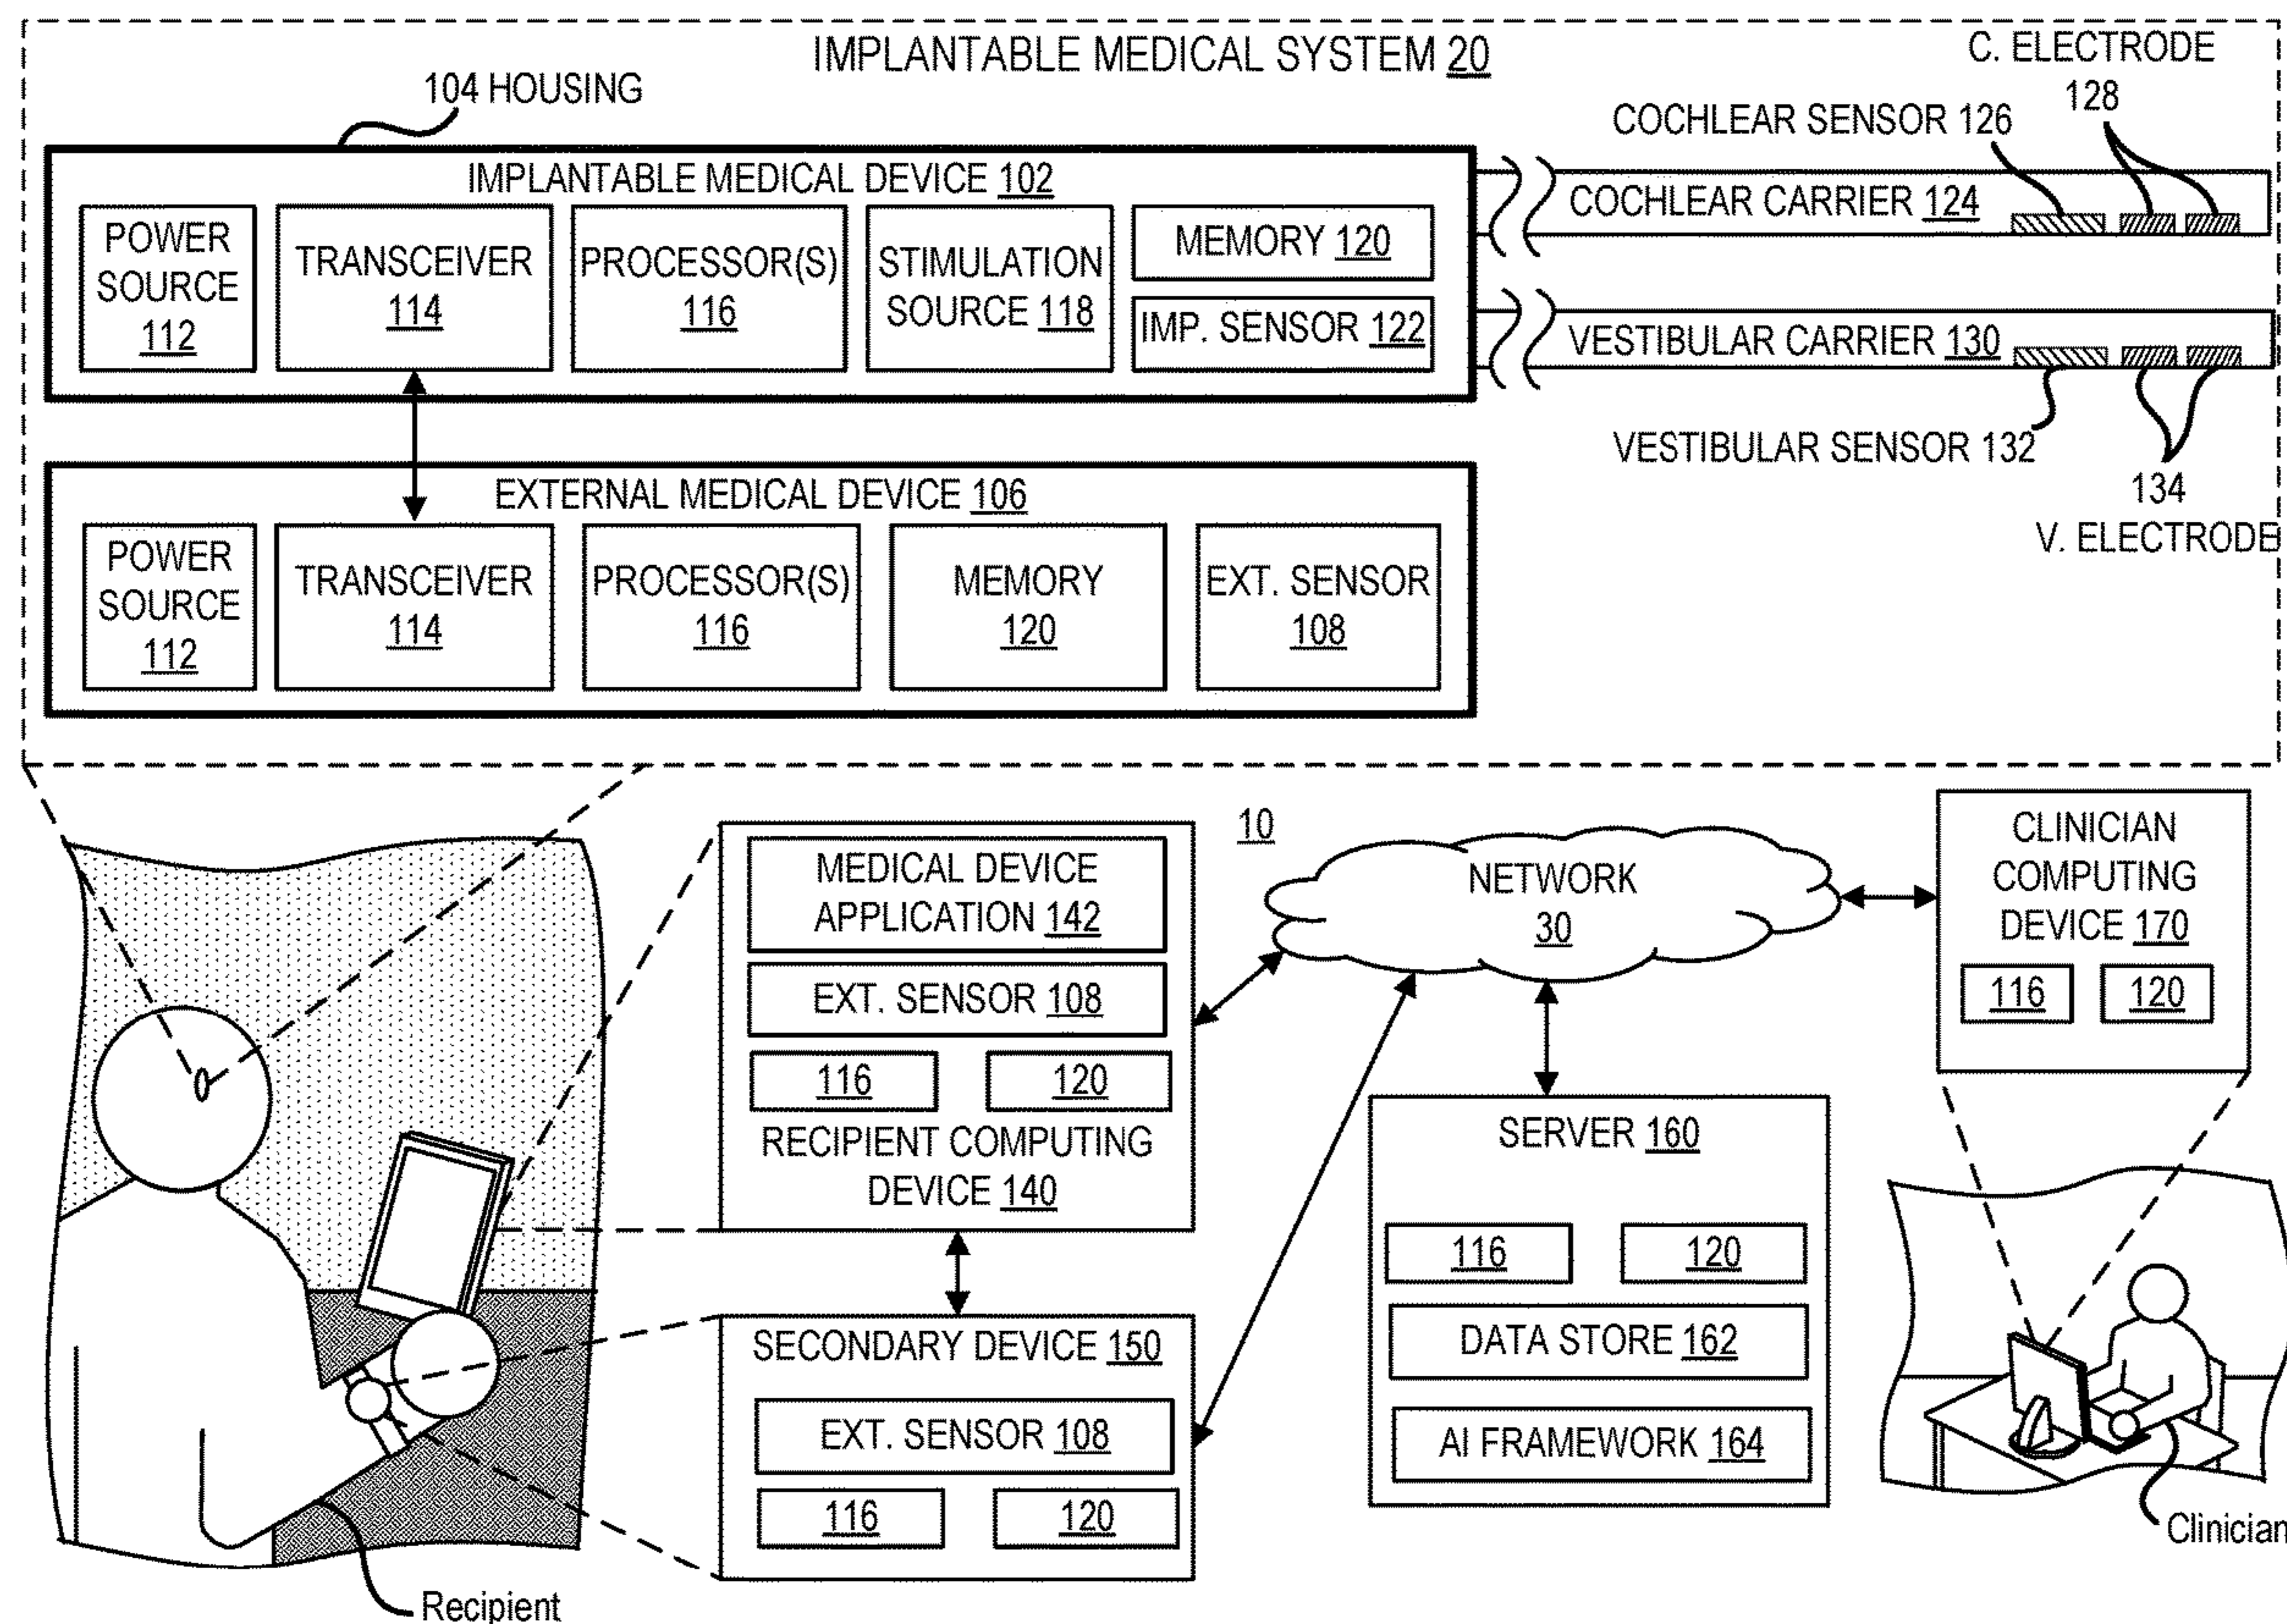 IMPLANTABLE MEDICAL SYSTEM 20
104 HOUSING
IMPLANTABLE MEDICAL DEVICE 102
POWER
SOURCE
112
TRANSCEIVER
114
PROCESSOR(S)
116
STIMULATION
SOURCE 118
MEMORY 120
IMP. SENSOR 122
C. ELECTRODE
128
COCHLEAR SENSOR 126
COCHLEAR CARRIER 124
VESTIBULAR CARRIER 130
VESTIBULAR SENSOR 132
134
V. ELECTRODE
EXTERNAL MEDICAL DEVICE 106
POWER
SOURCE
112
TRANSCEIVER
114
PROCESSOR(S)
116
MEMORY
120
EXT. SENSOR
108
10
MEDICAL DEVICE
APPLICATION 142
EXT. SENSOR 108
116
120
RECIPIENT COMPUTING
DEVICE 140
SECONDARY DEVICE 150
EXT. SENSOR 108
116
120
NETWORK
30
SERVER 160
116
120
DATA STORE 162
AI FRAMEWORK 164
CLINICIAN
COMPUTING
DEVICE 170
116
120
Clinician
Recipient